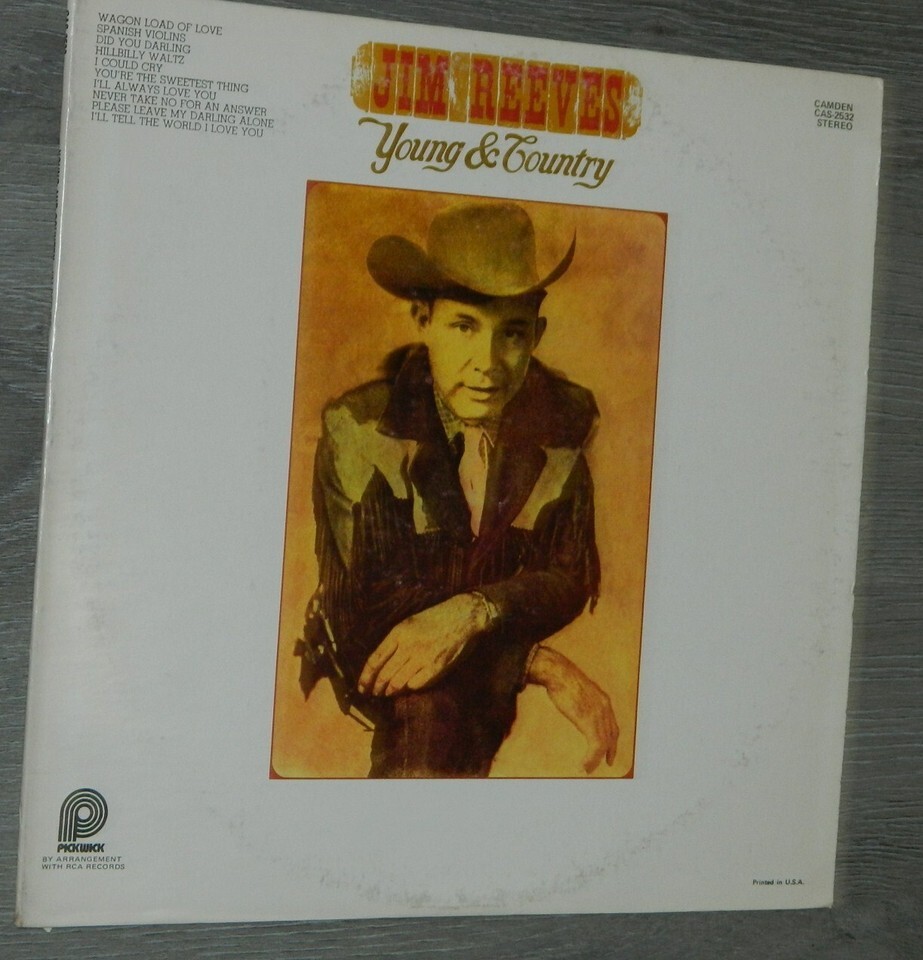 WAGON LOAD OF LOVE
SPANISH VIOLINS
DID YOU DARLING
HILLBILLY WALTZ
I COULD CRY
YOU'RE THE SWEETEST THING
I'LL ALWAYS LOVE YOU
NEVER TAKE NO FOR AN ANSWER
PLEASE LEAVE MY DARLING ALONE
I'LL TELL THE WORLD I LOVE YOU
JIM REEVES
Young & Country
CAMDEN
CAS-2532
STEREO
PICKWICK
BY ARRANGEMENT
WITH RCA RECORDS
Printed in U.S.A.